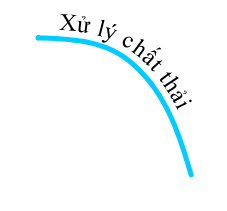 Xử lý chất thải